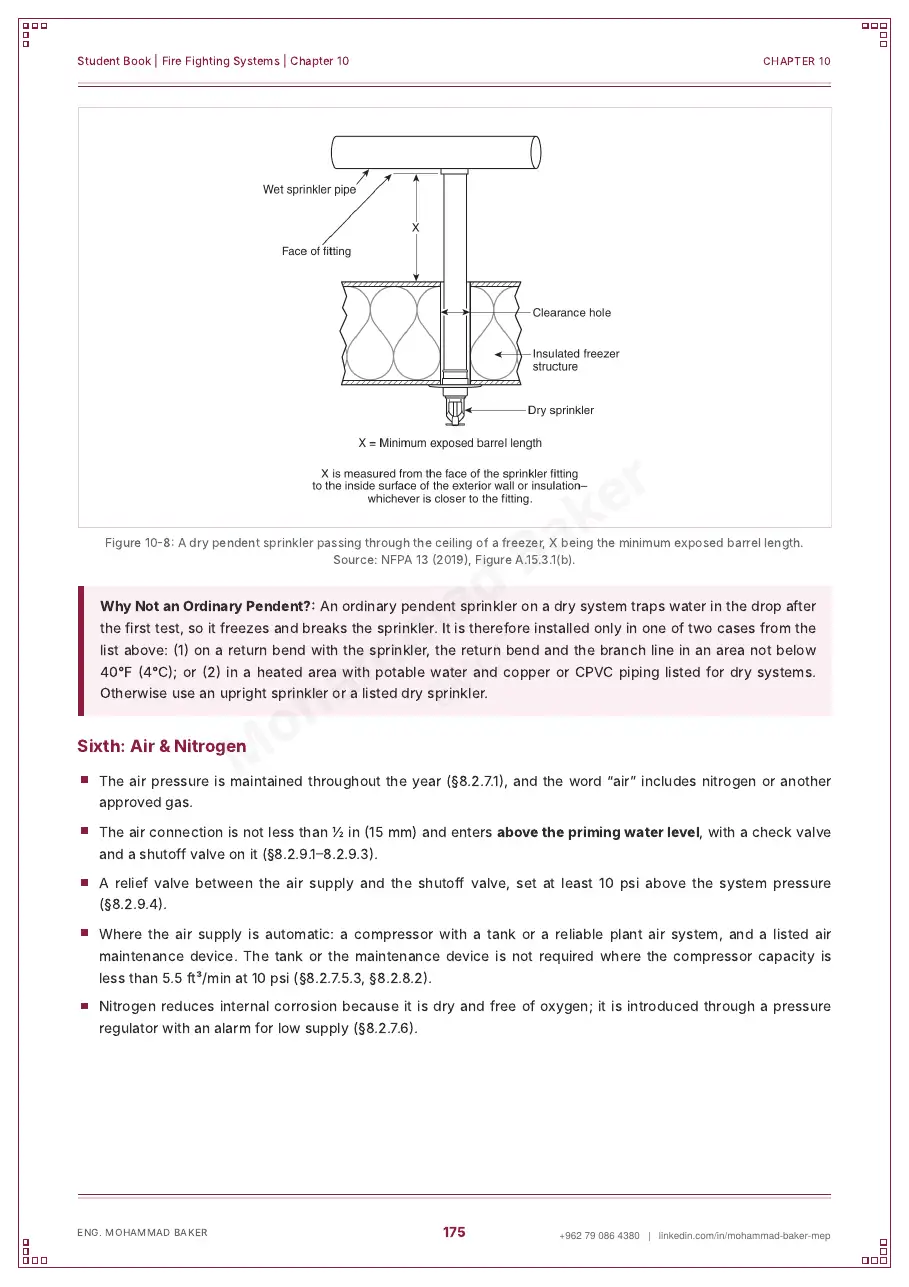 Student Book | Fire Fighting Systems | Chapter 10
CHAPTER 10
Wet sprinkler pipe
X
Face of fitting
Clearance hole
Insulated freezer
structure
Dry sprinkler
X = Minimum exposed barrel length
X is measured from the face of the sprinkler fitting
to the inside surface of the exterior wall or insulation–
whichever is closer to the fitting.
Figure 10-8: A dry pendent sprinkler passing through the ceiling of a freezer, X being the minimum exposed barrel length.
Source: NFPA 13 (2019), Figure A.15.3.1(b).
Why Not an Ordinary Pendent?: An ordinary pendent sprinkler on a dry system traps water in the drop after
the first test, so it freezes and breaks the sprinkler. It is therefore installed only in one of two cases from the
list above: (1) on a return bend with the sprinkler, the return bend and the branch line in an area not below
40°F (4°C); or (2) in a heated area with potable water and copper or CPVC piping listed for dry systems.
Otherwise use an upright sprinkler or a listed dry sprinkler.
Sixth: Air & Nitrogen
The air pressure is maintained throughout the year (§8.2.7.1), and the word “air” includes nitrogen or another
approved gas.
The air connection is not less than ½ in (15 mm) and enters above the priming water level, with a check valve
and a shutoff valve on it (§8.2.9.1–8.2.9.3).
A relief valve between the air supply and the shutoff valve, set at least 10 psi above the system pressure
(§8.2.9.4).
Where the air supply is automatic: a compressor with a tank or a reliable plant air system, and a listed air
maintenance device. The tank or the maintenance device is not required where the compressor capacity is
less than 5.5 ft³/min at 10 psi (§8.2.7.5.3, §8.2.8.2).
Nitrogen reduces internal corrosion because it is dry and free of oxygen; it is introduced through a pressure
regulator with an alarm for low supply (§8.2.7.6).
ENG. MOHAMMAD BAKER
175
+962 79 086 4380 | linkedin.com/in/mohammad-baker-mep
Mohammad Baker